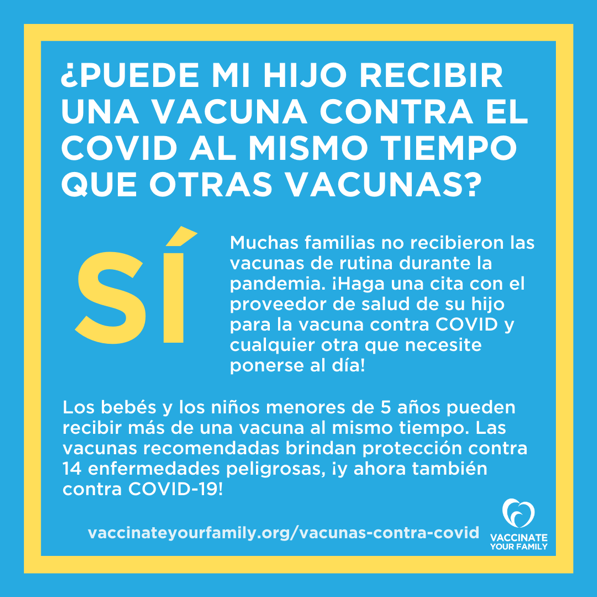 ¿PUEDE MI HIJO RECIBIR
UNA VACUNA CONTRA EL
COVID AL MISMO TIEMPO
QUE OTRAS VACUNAS?
SÍ
Muchas familias no recibieron las
vacunas de rutina durante la
pandemia. ¡Haga una cita con el
proveedor de salud de su hijo
para la vacuna contra COVID y
cualquier otra que necesite
ponerse al día!
Los bebés y los niños menores de 5 años pueden
recibir más de una vacuna al mismo tiempo. Las
vacunas recomendadas brindan protección contra
14 enfermedades peligrosas, ¡y ahora también
contra COVID-19!
vaccinateyourfamily.org/vacunas-contra-covid
VACCINATE
YOUR FAMILY